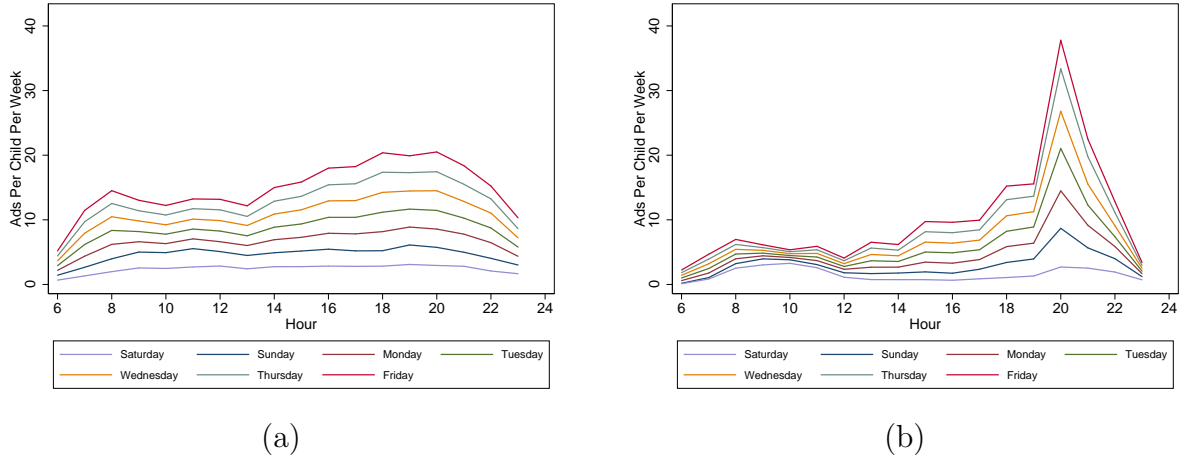 40
30
20
10
0
Ads Per Child Per Week
6 8 10 12 14 16 18 20 22 24
Hour
Saturday Sunday Monday Tuesday
Wednesday Thursday Friday
(a)
40
30
20
10
0
Ads Per Child Per Week
6 8 10 12 14 16 18 20 22 24
Hour
Saturday Sunday Monday Tuesday
Wednesday Thursday Friday
(b)